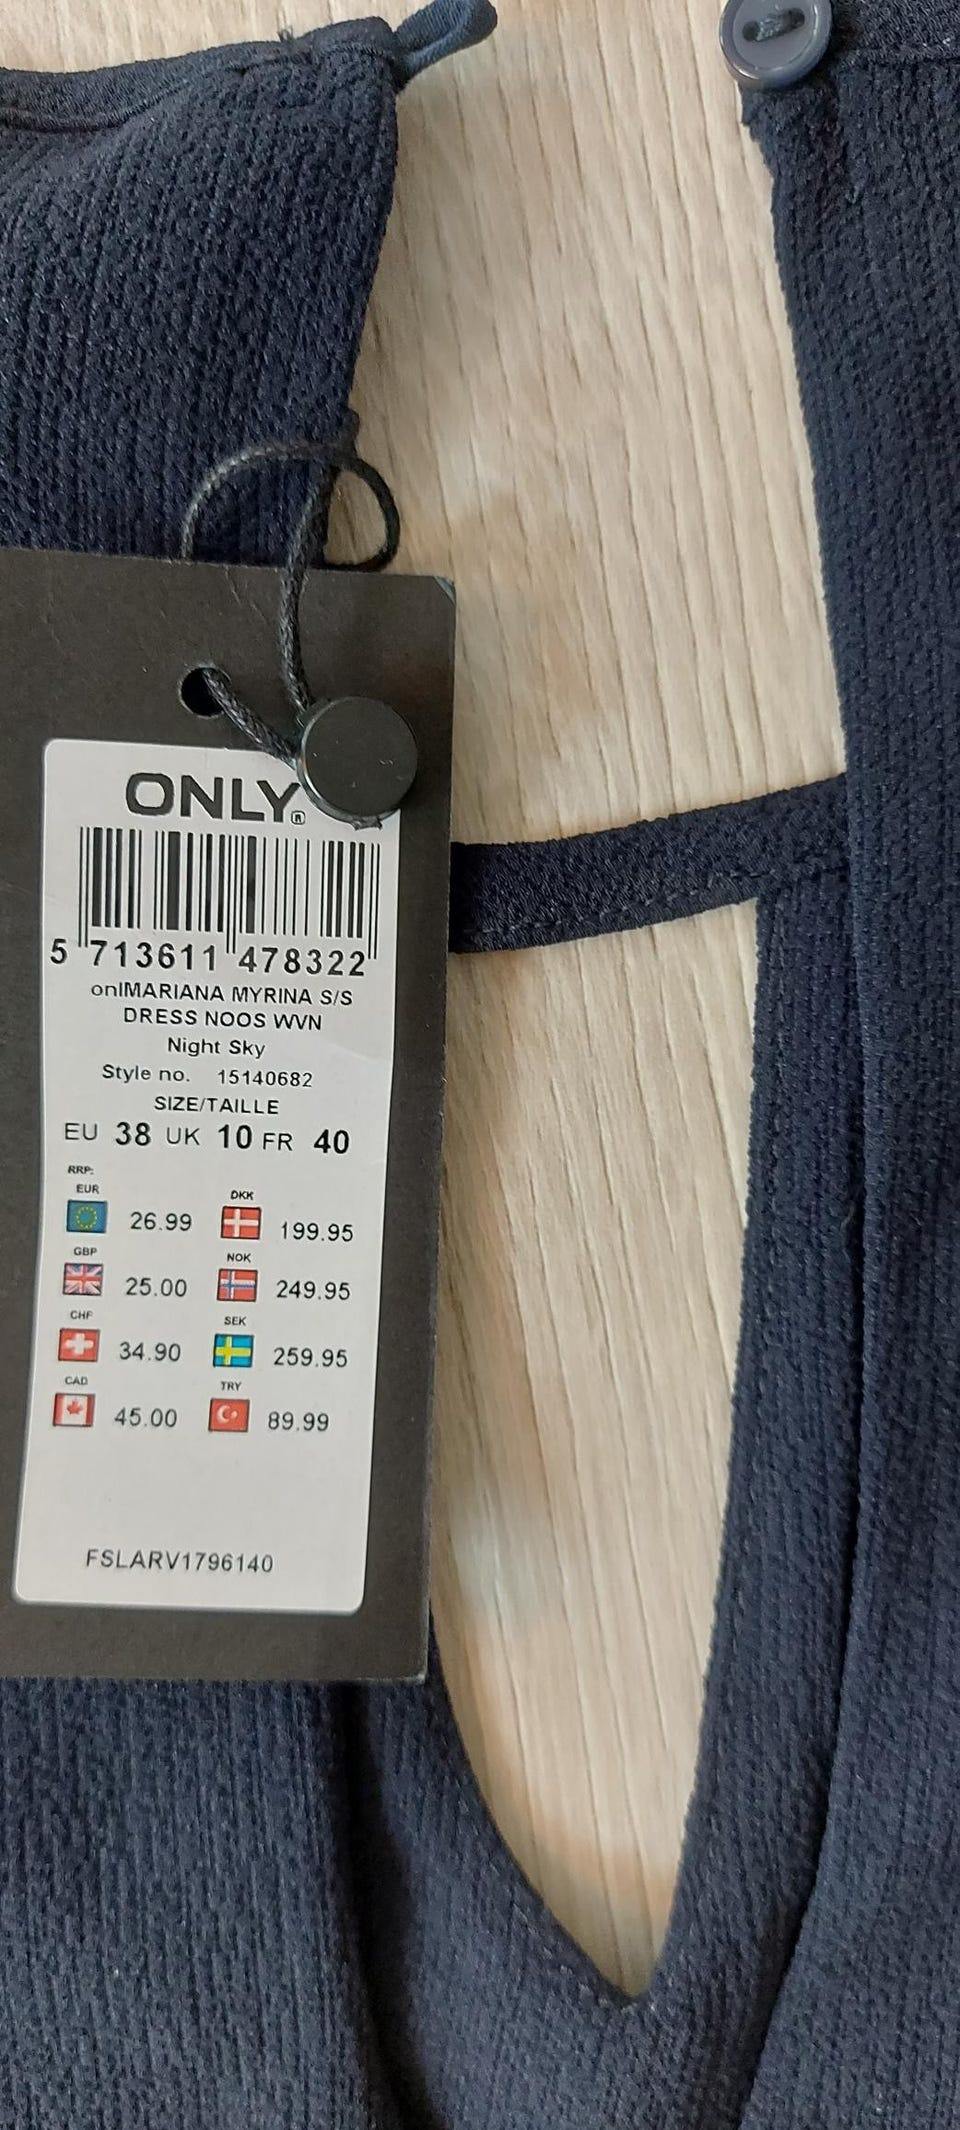 ONLY®
5 713611 478322
onlMARIANA MYRINA S/S
DRESS NOOS WVN
Night Sky
Style no. 15140682
SIZE/TAILLE
EU 38 UK 10 FR 40
RRP:
EUR 26.99 DKK 199.95
GBP 25.00 NOK 249.95
CHF 34.90 SEK 259.95
CAD 45.00 TRY 89.99
FSLARV1796140